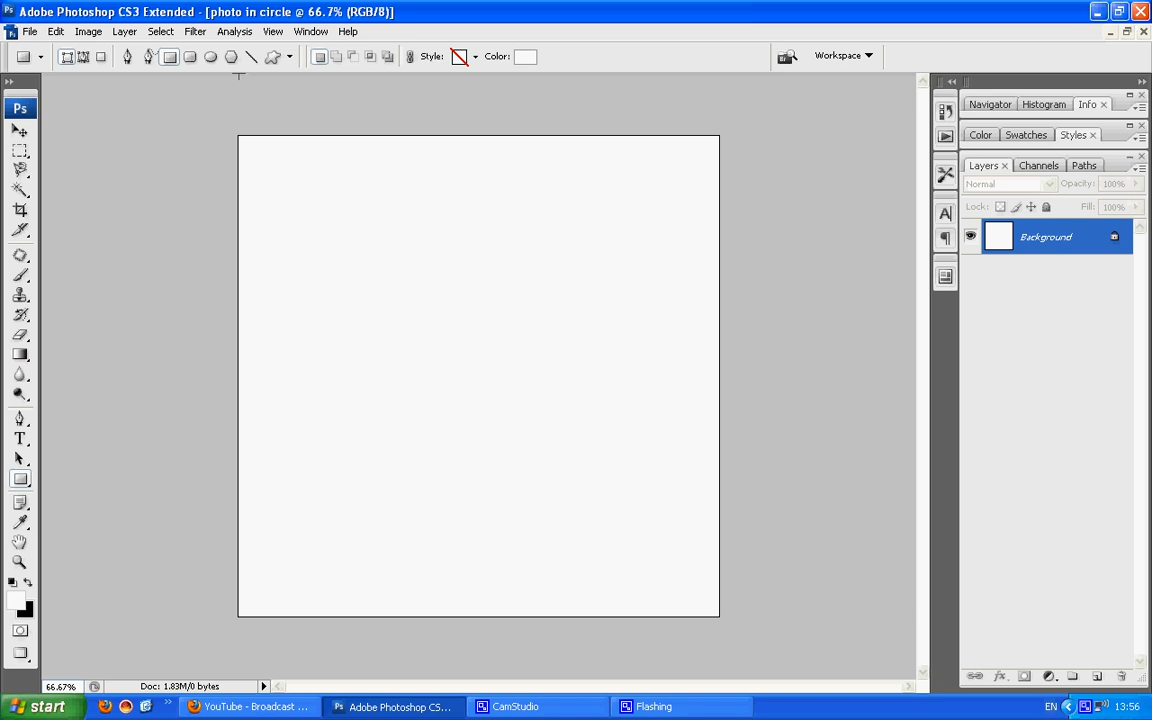 Adobe Photoshop CS3 Extended - [photo in circle @ 66.7% (RGB/8)]
File Edit Image Layer Select Filter Analysis View Window Help
Style: Color: Workspace
Ps
Navigator Histogram Info
Color Swatches Styles
Layers Channels Paths
Normal Opacity: 100%
Lock: Fill: 100%
Background
66.67% Doc: 1.83M/0 bytes
start YouTube - Broadcast ... Adobe Photoshop CS... CamStudio Flashing EN 13:56